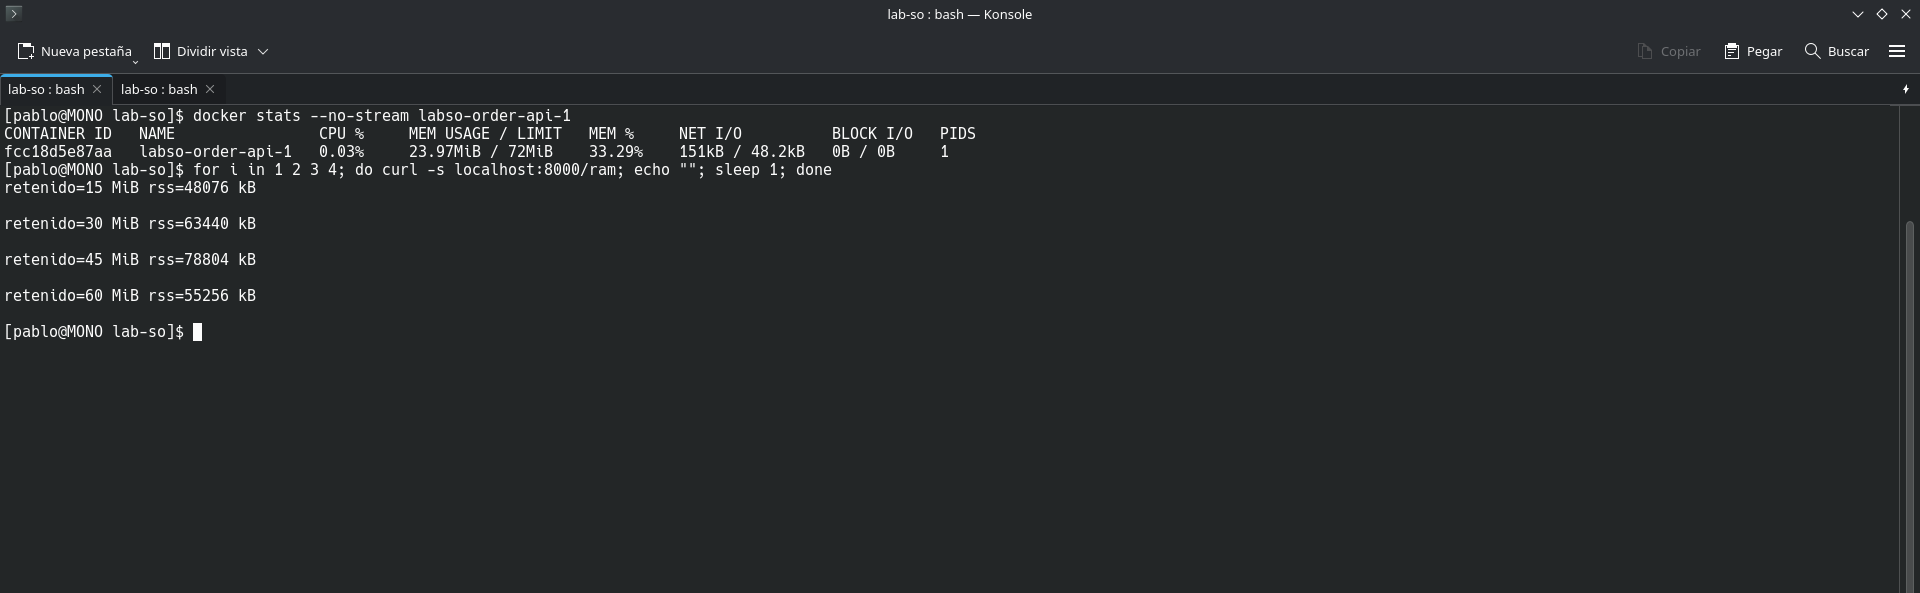 lab-so : bash — Konsole
Nueva pestaña Dividir vista Copiar Pegar Buscar
lab-so : bash lab-so : bash
[pablo@MONO lab-so]$ docker stats --no-stream labso-order-api-1
CONTAINER ID NAME CPU % MEM USAGE / LIMIT MEM % NET I/O BLOCK I/O PIDS
fcc18d5e87aa labso-order-api-1 0.03% 23.97MiB / 72MiB 33.29% 151kB / 48.2kB 0B / 0B 1
[pablo@MONO lab-so]$ for i in 1 2 3 4; do curl -s localhost:8000/ram; echo ""; sleep 1; done
retenido=15 MiB rss=48076 kB
retenido=30 MiB rss=63440 kB
retenido=45 MiB rss=78804 kB
retenido=60 MiB rss=55256 kB
[pablo@MONO lab-so]$